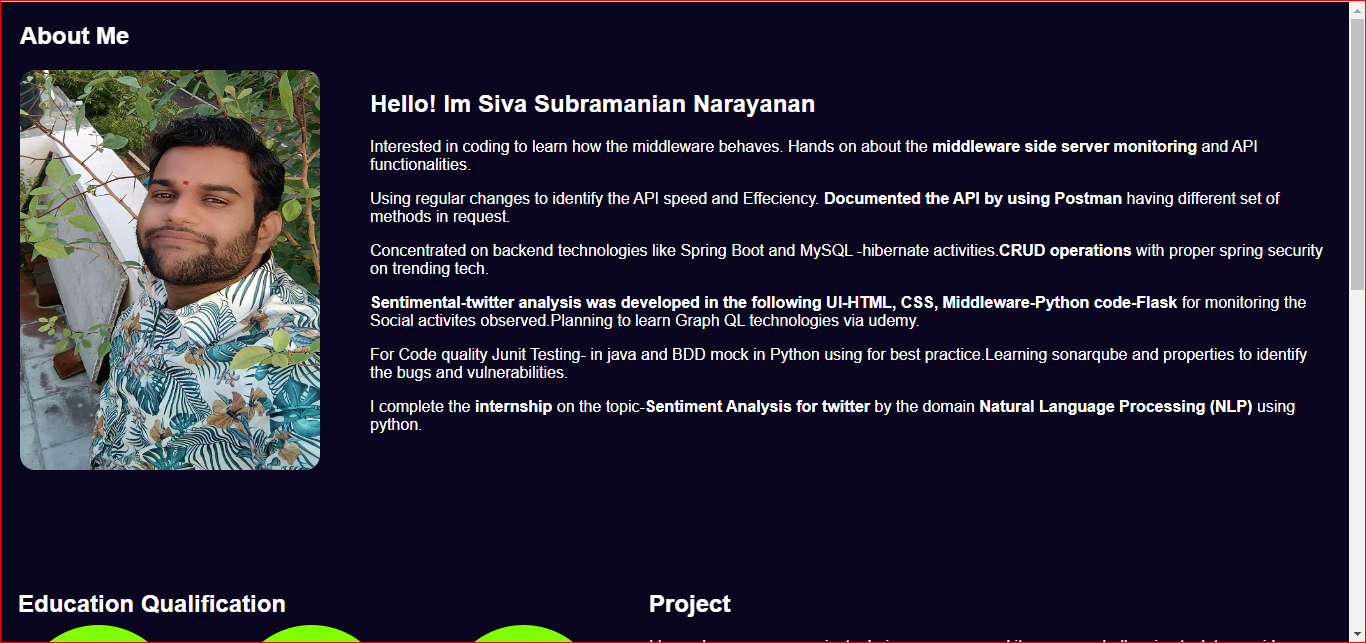 About Me
Hello! Im Siva Subramanian Narayanan
Interested in coding to learn how the middleware behaves. Hands on about the middleware side server monitoring and API
functionalities.
Using regular changes to identify the API speed and Effeciency. Documented the API by using Postman having different set of
methods in request.
Concentrated on backend technologies like Spring Boot and MySQL -hibernate activities.CRUD operations with proper spring security
on trending tech.
Sentimental-twitter analysis was developed in the following UI-HTML, CSS, Middleware-Python code-Flask for monitoring the
Social activites observed.Planning to learn Graph QL technologies via udemy.
For Code quality Junit Testing- in java and BDD mock in Python using for best practice.Learning sonarqube and properties to identify
the bugs and vulnerabilities.
I complete the internship on the topic-Sentiment Analysis for twitter by the domain Natural Language Processing (NLP) using
python.
Education Qualification
Project